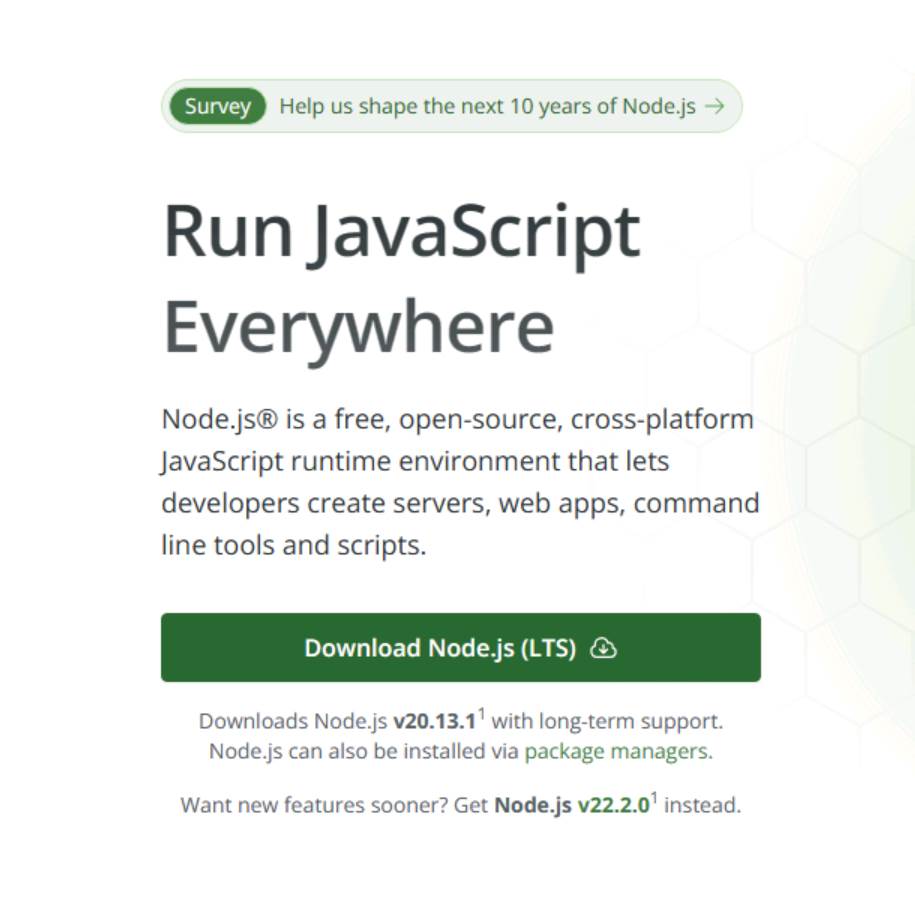 Survey Help us shape the next 10 years of Node.js →
Run JavaScript
Everywhere
Node.js® is a free, open-source, cross-platform
JavaScript runtime environment that lets
developers create servers, web apps, command
line tools and scripts.
Download Node.js (LTS)
Downloads Node.js v20.13.1¹ with long-term support.
Node.js can also be installed via package managers.
Want new features sooner? Get Node.js v22.2.0¹ instead.